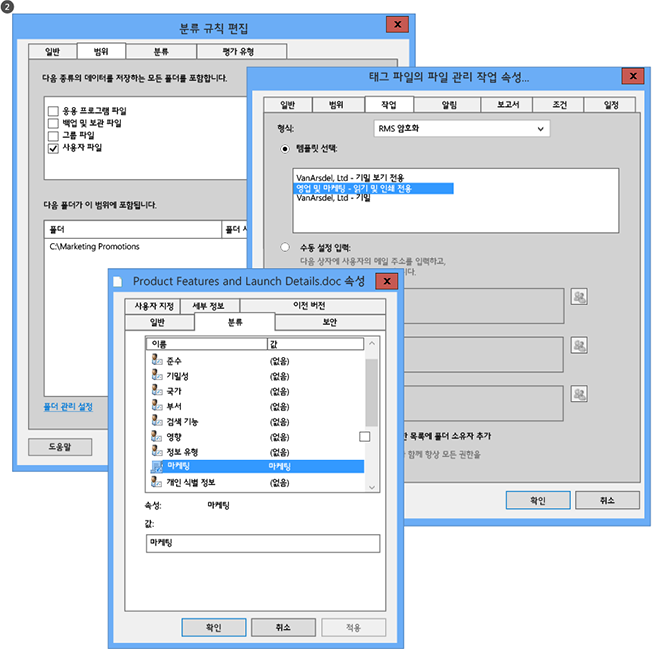 2
분류 규칙 편집
일반 범위 분류 평가 유형
다음 종류의 데이터를 저장하는 모든 폴더를 포함합니다.
응용 프로그램 파일
백업 및 보관 파일
그룹 파일
사용자 파일
다음 폴더가 이 범위에 포함됩니다.
폴더 폴더 시
C:\Marketing Promotions
폴더 관리 설정
도움말
태그 파일의 파일 관리 작업 속성...
일반 범위 작업 알림 보고서 조건 일정
형식: RMS 암호화
템플릿 선택:
VanArsdel, Ltd - 기밀 보기 전용
영업 및 마케팅 - 읽기 및 인쇄 전용
VanArsdel, Ltd - 기밀
수동 설정 입력:
다음 상자에 사용자의 메일 주소를 입력하고,
니다.
한 목록에 폴더 소유자 추가
함께 항상 모든 권한을
확인 취소
Product Features and Launch Details.doc 속성
사용자 지정 세부 정보 이전 버전
일반 분류 보안
이름 값
준수 (없음)
기밀성 (없음)
국가 (없음)
부서 (없음)
검색 기능 (없음)
영향 (없음)
정보 유형 (없음)
마케팅 마케팅
개인 식별 정보 (없음)
속성: 마케팅
값:
마케팅
확인 취소 적용